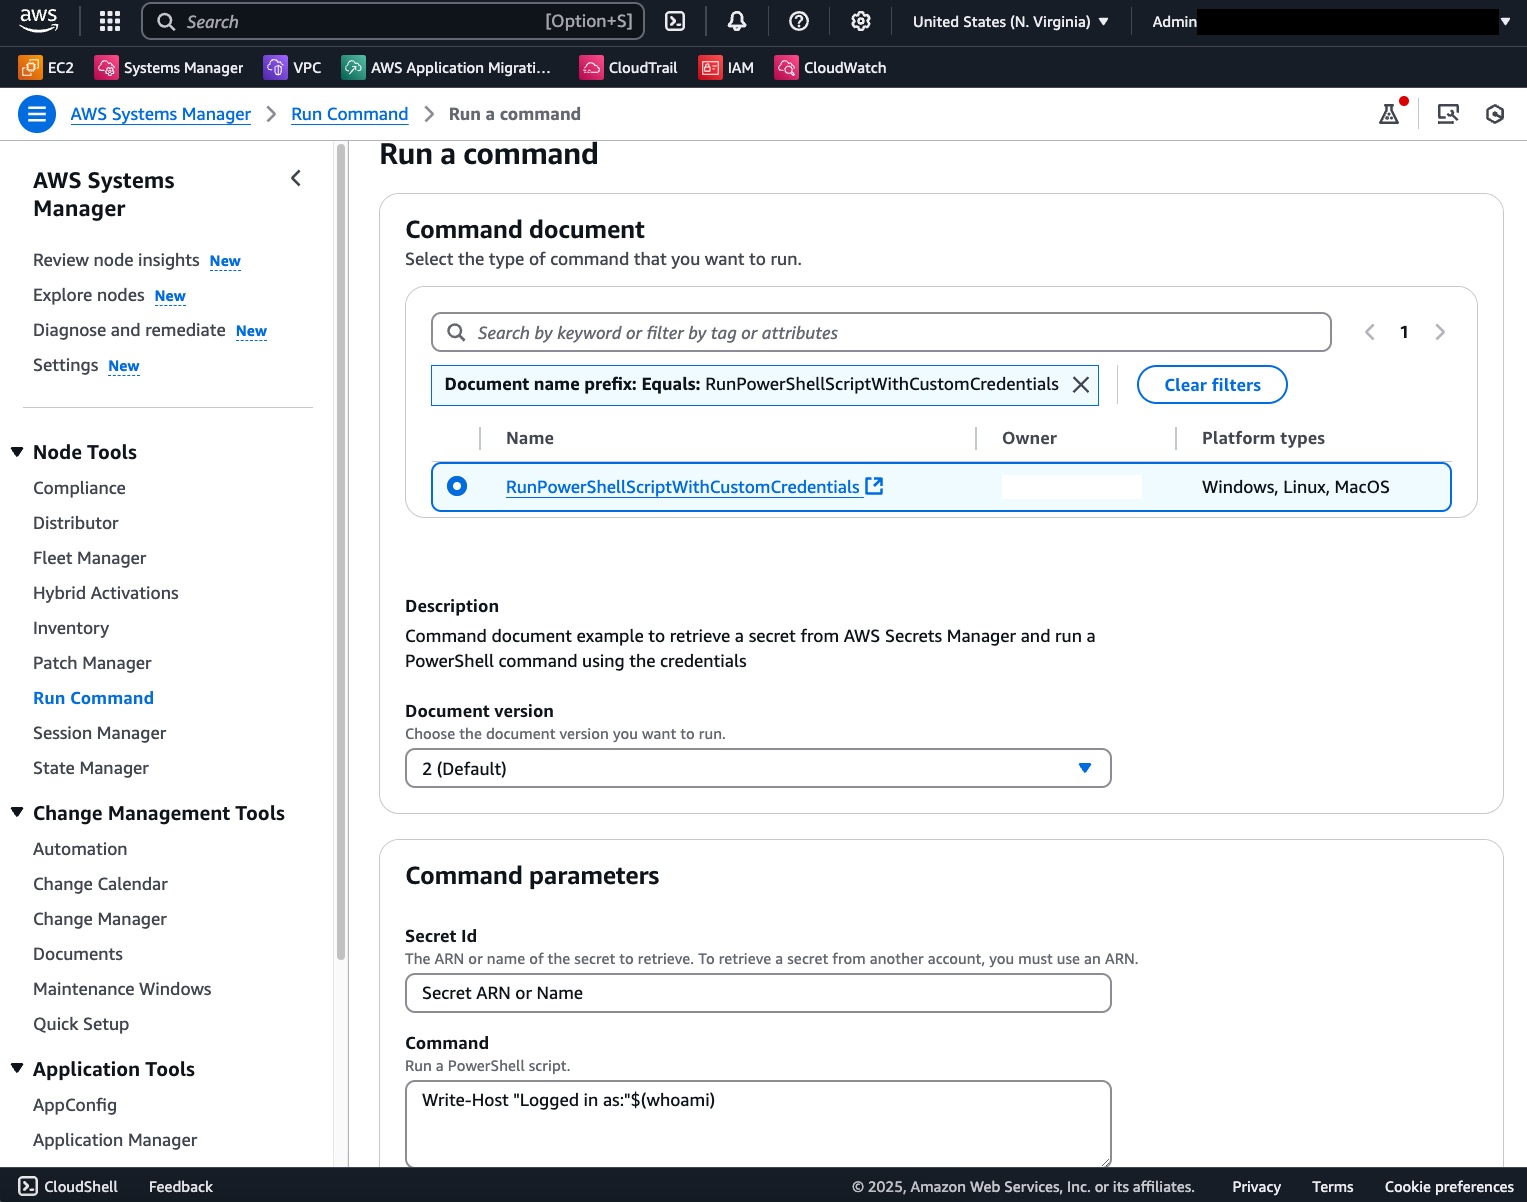 aws
Search
[Option+S]
United States (N. Virginia)
Admin
EC2
Systems Manager
VPC
AWS Application Migrati...
CloudTrail
IAM
CloudWatch
AWS Systems Manager
Run Command
Run a command
AWS Systems
Manager
Review node insights New
Explore nodes New
Diagnose and remediate New
Settings New
Node Tools
Compliance
Distributor
Fleet Manager
Hybrid Activations
Inventory
Patch Manager
Run Command
Session Manager
State Manager
Change Management Tools
Automation
Change Calendar
Change Manager
Documents
Maintenance Windows
Quick Setup
Application Tools
AppConfig
Application Manager
Run a command
Command document
Select the type of command that you want to run.
Search by keyword or filter by tag or attributes
1
Document name prefix: Equals: RunPowerShellScriptWithCustomCredentials
Clear filters
Name
Owner
Platform types
RunPowerShellScriptWithCustomCredentials
Windows, Linux, MacOS
Description
Command document example to retrieve a secret from AWS Secrets Manager and run a
PowerShell command using the credentials
Document version
Choose the document version you want to run.
2 (Default)
Command parameters
Secret Id
The ARN or name of the secret to retrieve. To retrieve a secret from another account, you must use an ARN.
Secret ARN or Name
Command
Run a PowerShell script.
Write-Host "Logged in as:"$(whoami)
CloudShell
Feedback
© 2025, Amazon Web Services, Inc. or its affiliates.
Privacy
Terms
Cookie preferences